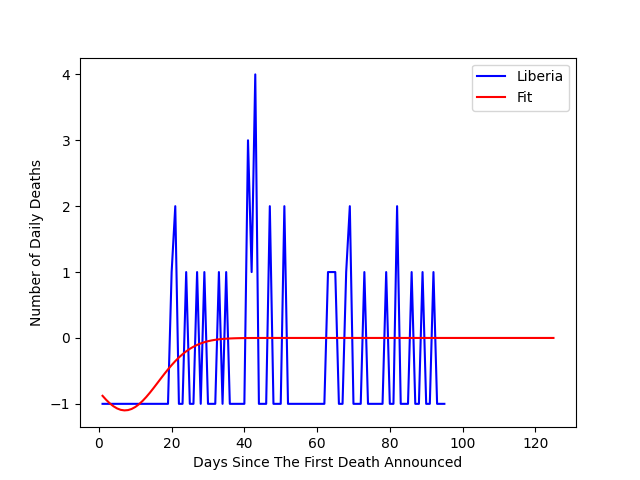 Liberia
Fit
Number of Daily Deaths
4
3
2
1
0
−1
0 20 40 60 80 100 120
Days Since The First Death Announced